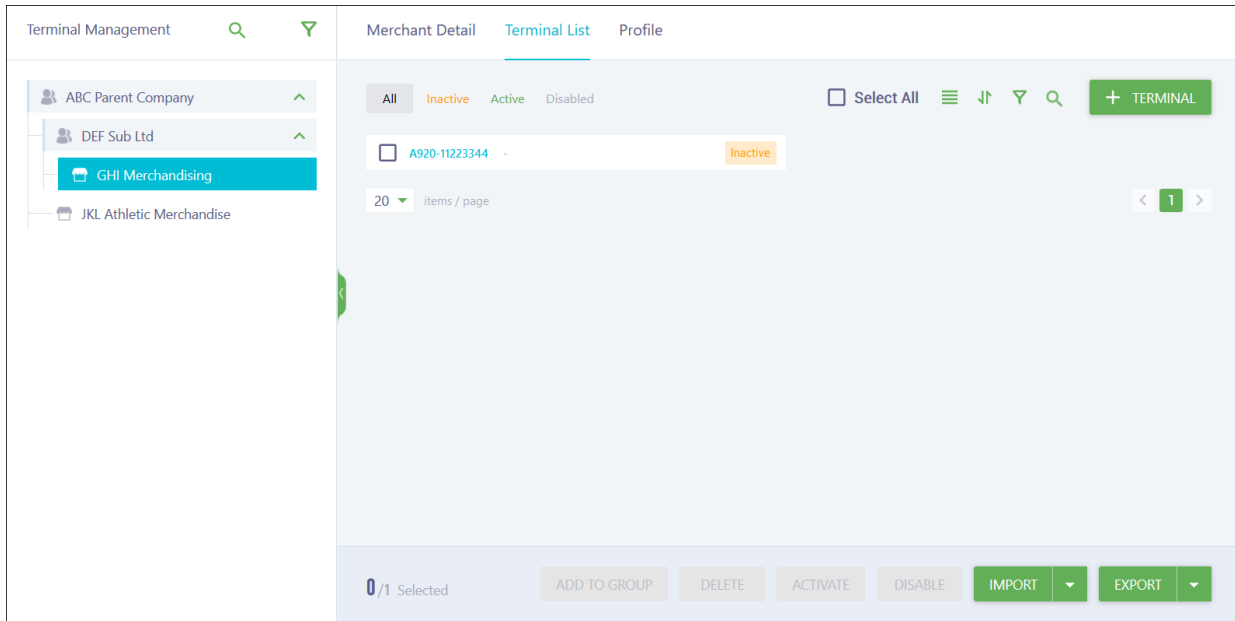 Terminal Management
Merchant Detail Terminal List Profile
ABC Parent Company
DEF Sub Ltd
GHI Merchandising
JKL Athletic Merchandise
All Inactive Active Disabled
Select All
+ TERMINAL
A920-11223344 - Inactive
20 items / page
< 1 >
0/1 Selected
ADD TO GROUP DELETE ACTIVATE DISABLE IMPORT EXPORT